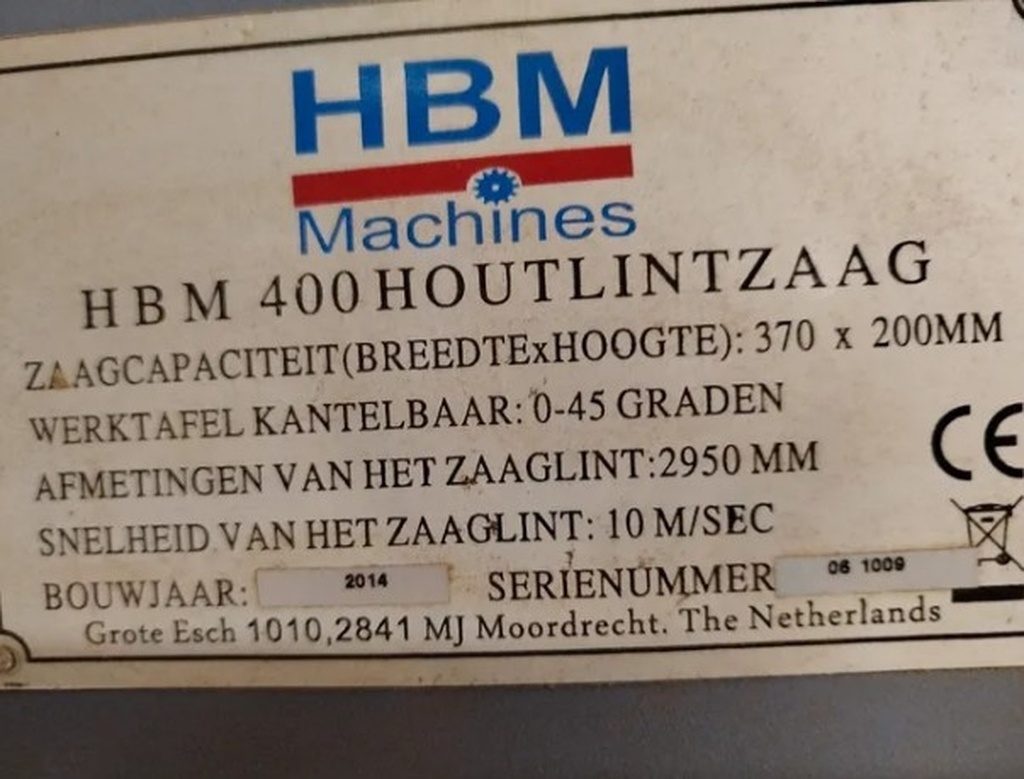 HBM
Machines
HBM 400 HOUTLINTZAAG
ZAAGCAPACITEIT(BREEDTExHOOGTE): 370 x 200MM
WERKTAFEL KANTELBAAR: 0-45 GRADEN
AFMETINGEN VAN HET ZAAGLINT:2950 MM
CE
SNELHEID VAN HET ZAAGLINT: 10 M/SEC
BOUWJAAR: 2014 SERIENUMMER 06 1009
Grote Esch 1010,2841 MJ Moordrecht. The Netherlands